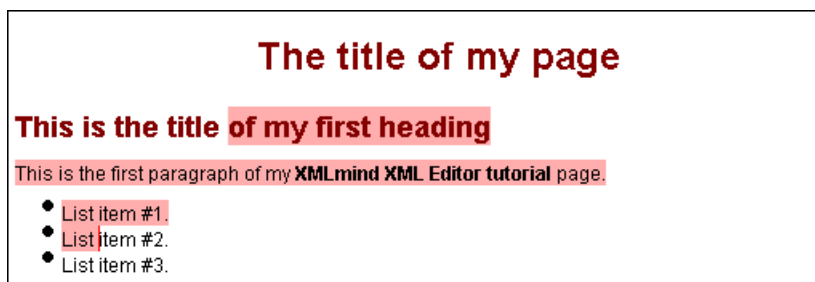 The title of my page
This is the title of my first heading
This is the first paragraph of my XMLmind XML Editor tutorial page.
List item #1.
List item #2.
List item #3.